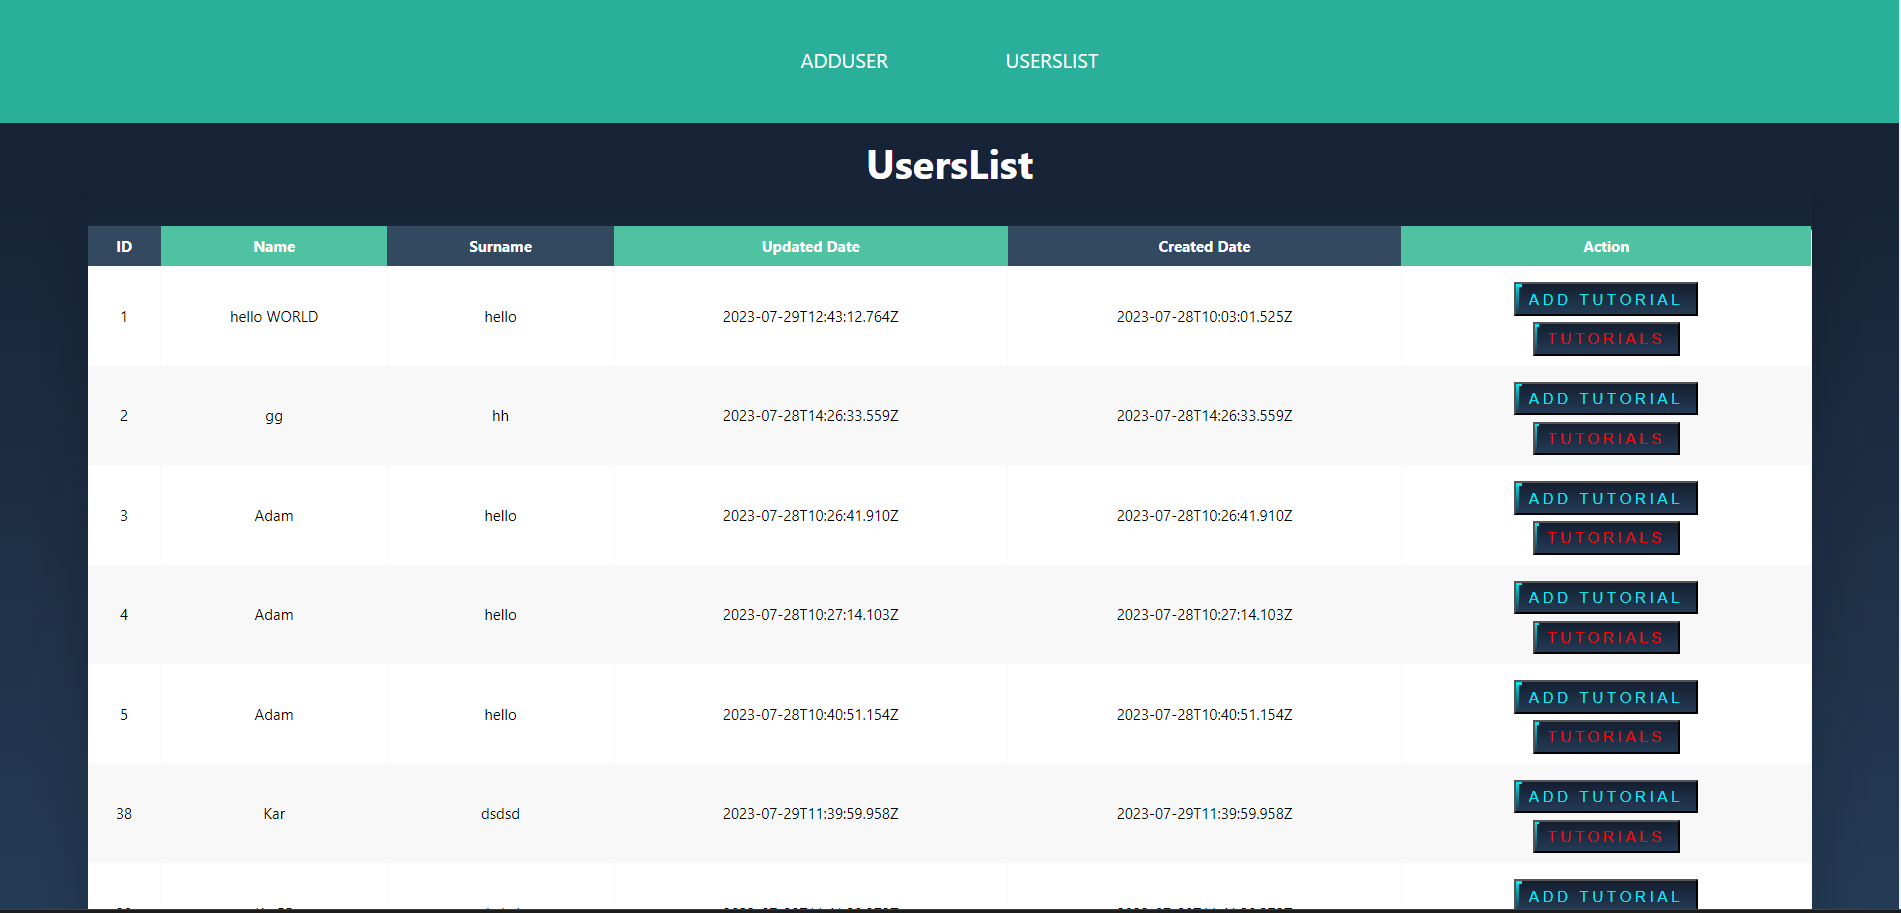 ADDUSER USERSLIST
UsersList
ID Name Surname Updated Date Created Date Action
1 hello WORLD hello 2023-07-29T12:43:12.764Z 2023-07-28T10:03:01.525Z ADD TUTORIAL
TUTORIALS
2 gg hh 2023-07-28T14:26:33.559Z 2023-07-28T14:26:33.559Z ADD TUTORIAL
TUTORIALS
3 Adam hello 2023-07-28T10:26:41.910Z 2023-07-28T10:26:41.910Z ADD TUTORIAL
TUTORIALS
4 Adam hello 2023-07-28T10:27:14.103Z 2023-07-28T10:27:14.103Z ADD TUTORIAL
TUTORIALS
5 Adam hello 2023-07-28T10:40:51.154Z 2023-07-28T10:40:51.154Z ADD TUTORIAL
TUTORIALS
38 Kar dsdsd 2023-07-29T11:39:59.958Z 2023-07-29T11:39:59.958Z ADD TUTORIAL
TUTORIALS
ADD TUTORIAL